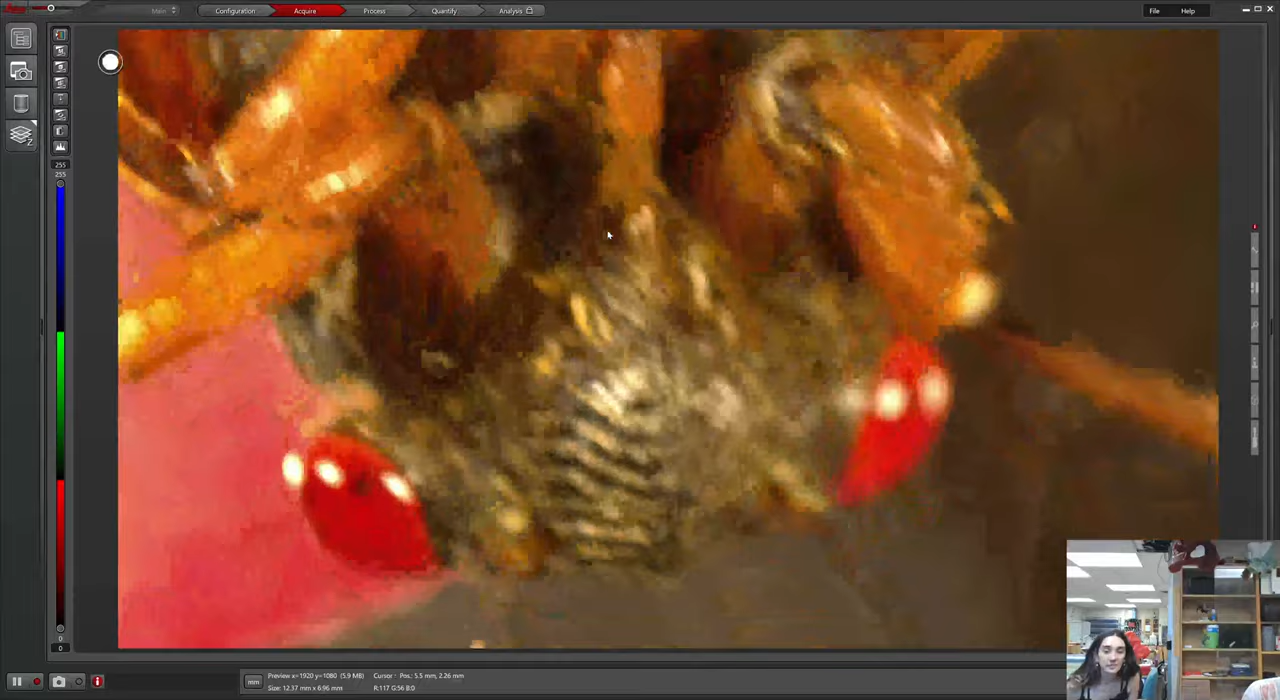 Main
Configuration
Acquire
Process
Quantify
Analysis
File
Help
255
255
0
0
mm
Preview x=1920 y=1080 (5.9 MB)
Size: 12.37 mm x 6.96 mm
Cursor - Pos.: 5.5 mm, 2.26 mm
R:117 G:56 B:0